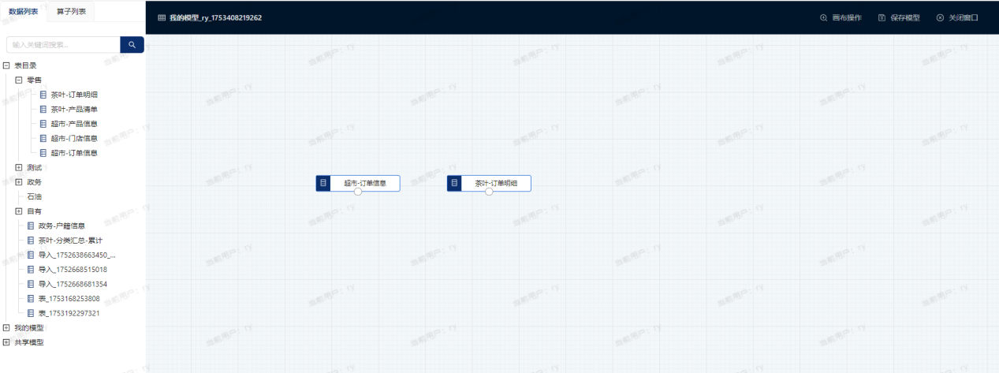 数据列表
算子列表
我的模型_ry_1753408219262
画布操作
保存模型
关闭窗口
输入关键词搜索...
表目录
零售
茶叶-订单明细
茶叶-产品清单
超市-产品信息
超市-门店信息
超市-订单信息
测试
政务
石油
自有
政务-户籍信息
茶叶-分类汇总-累计
导入_1752638663450_...
导入_1752668515018
导入_1752668681354
表_1753168253808
表_1753192297321
我的模型
共享模型
超市-订单信息
茶叶-订单明细
当前用户：ry